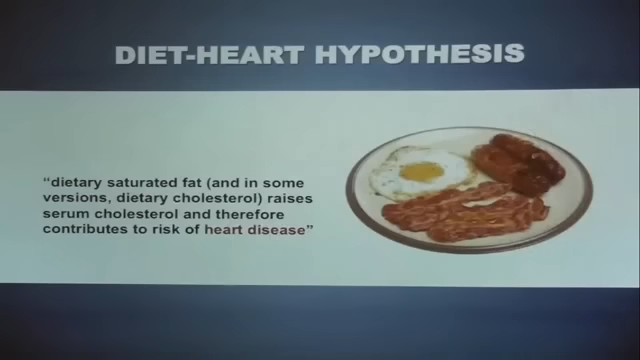 DIET-HEART HYPOTHESIS
“dietary saturated fat (and in some
versions, dietary cholesterol) raises
serum cholesterol and therefore
contributes to risk of heart disease”